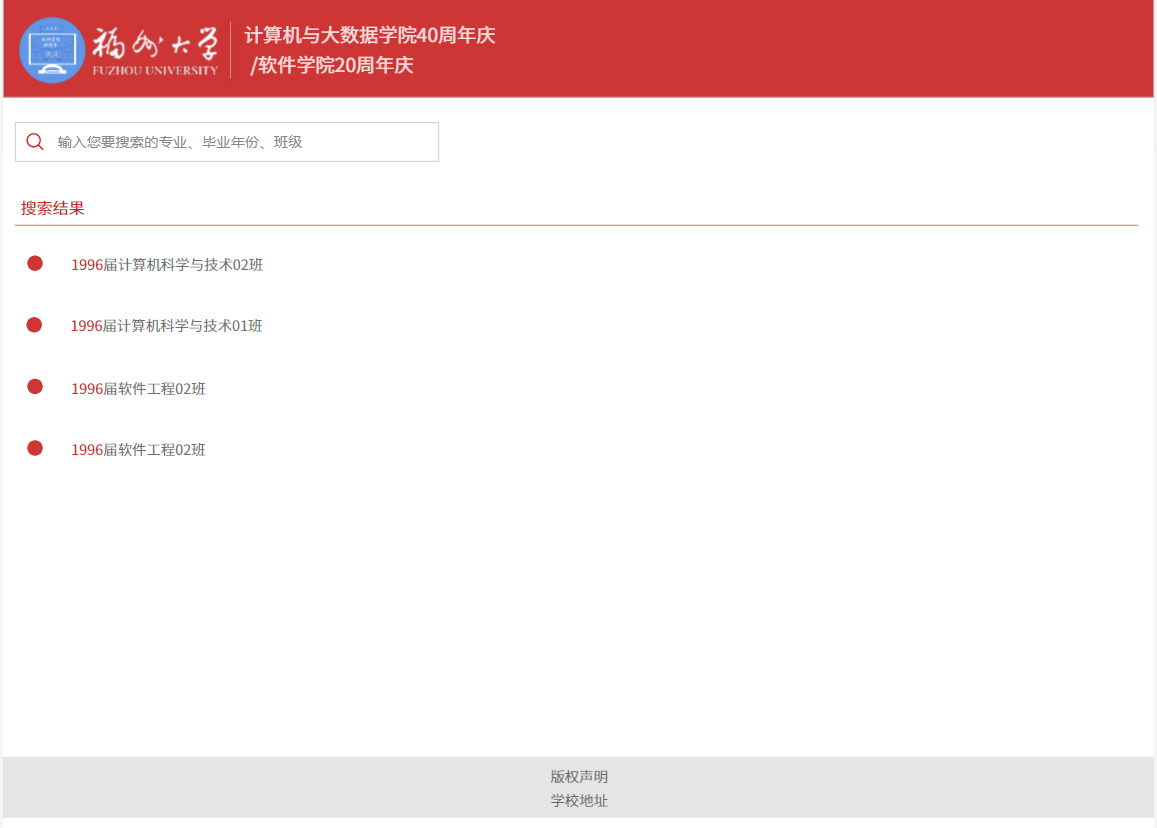 福州大学
FUZHOU UNIVERSITY
计算机与大数据学院40周年庆
/软件学院20周年庆
输入您要搜索的专业、毕业年份、班级
搜索结果
1996届计算机科学与技术02班
1996届计算机科学与技术01班
1996届软件工程02班
1996届软件工程02班
版权声明
学校地址